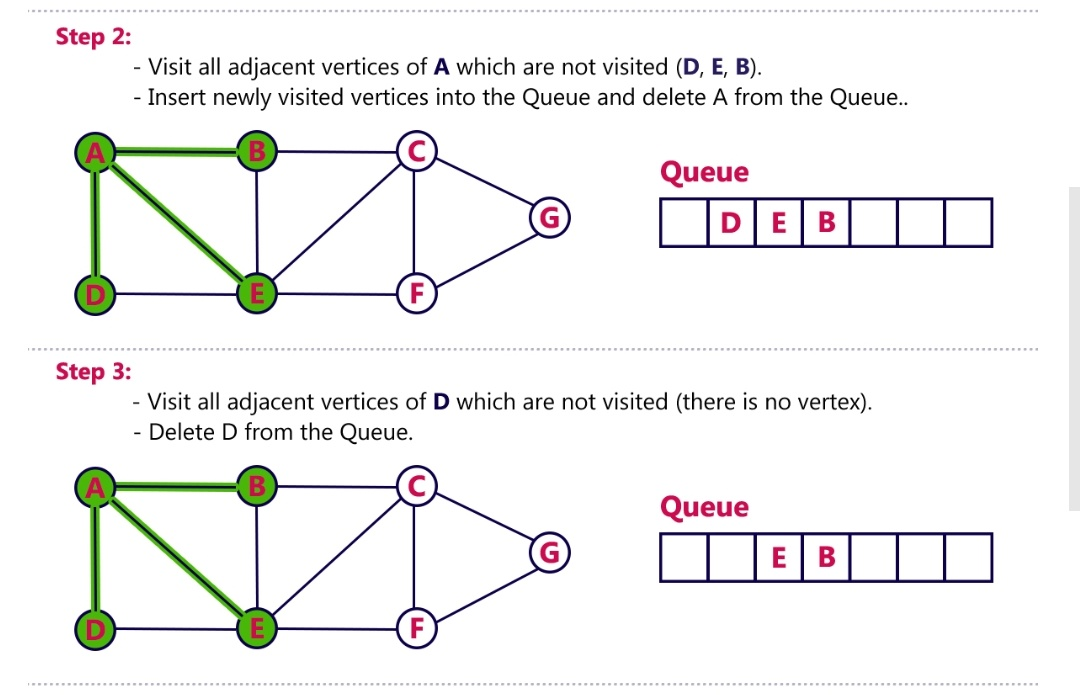 Step 2:
- Visit all adjacent vertices of A which are not visited (D, E, B).
- Insert newly visited vertices into the Queue and delete A from the Queue..
A B C
Queue
G D E B
D E F
Step 3:
- Visit all adjacent vertices of D which are not visited (there is no vertex).
- Delete D from the Queue.
A B C
Queue
G E B
D E F